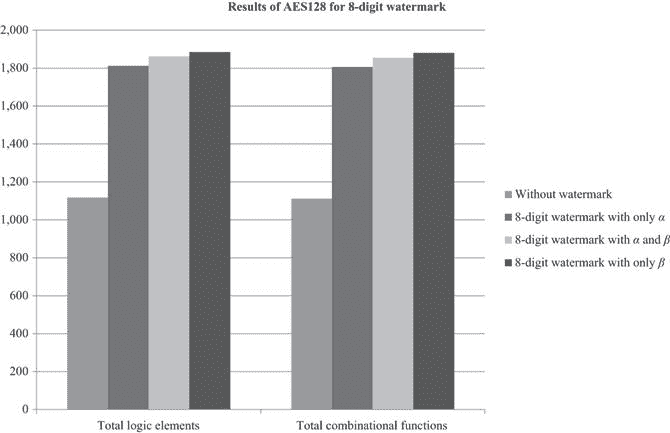 Results of AES128 for 8-digit watermark
2,000
1,800
1,600
1,400
1,200
1,000
800
600
400
200
0
Total logic elements
Total combinational functions
Without watermark
8-digit watermark with only α
8-digit watermark with α and β
8-digit watermark with only β